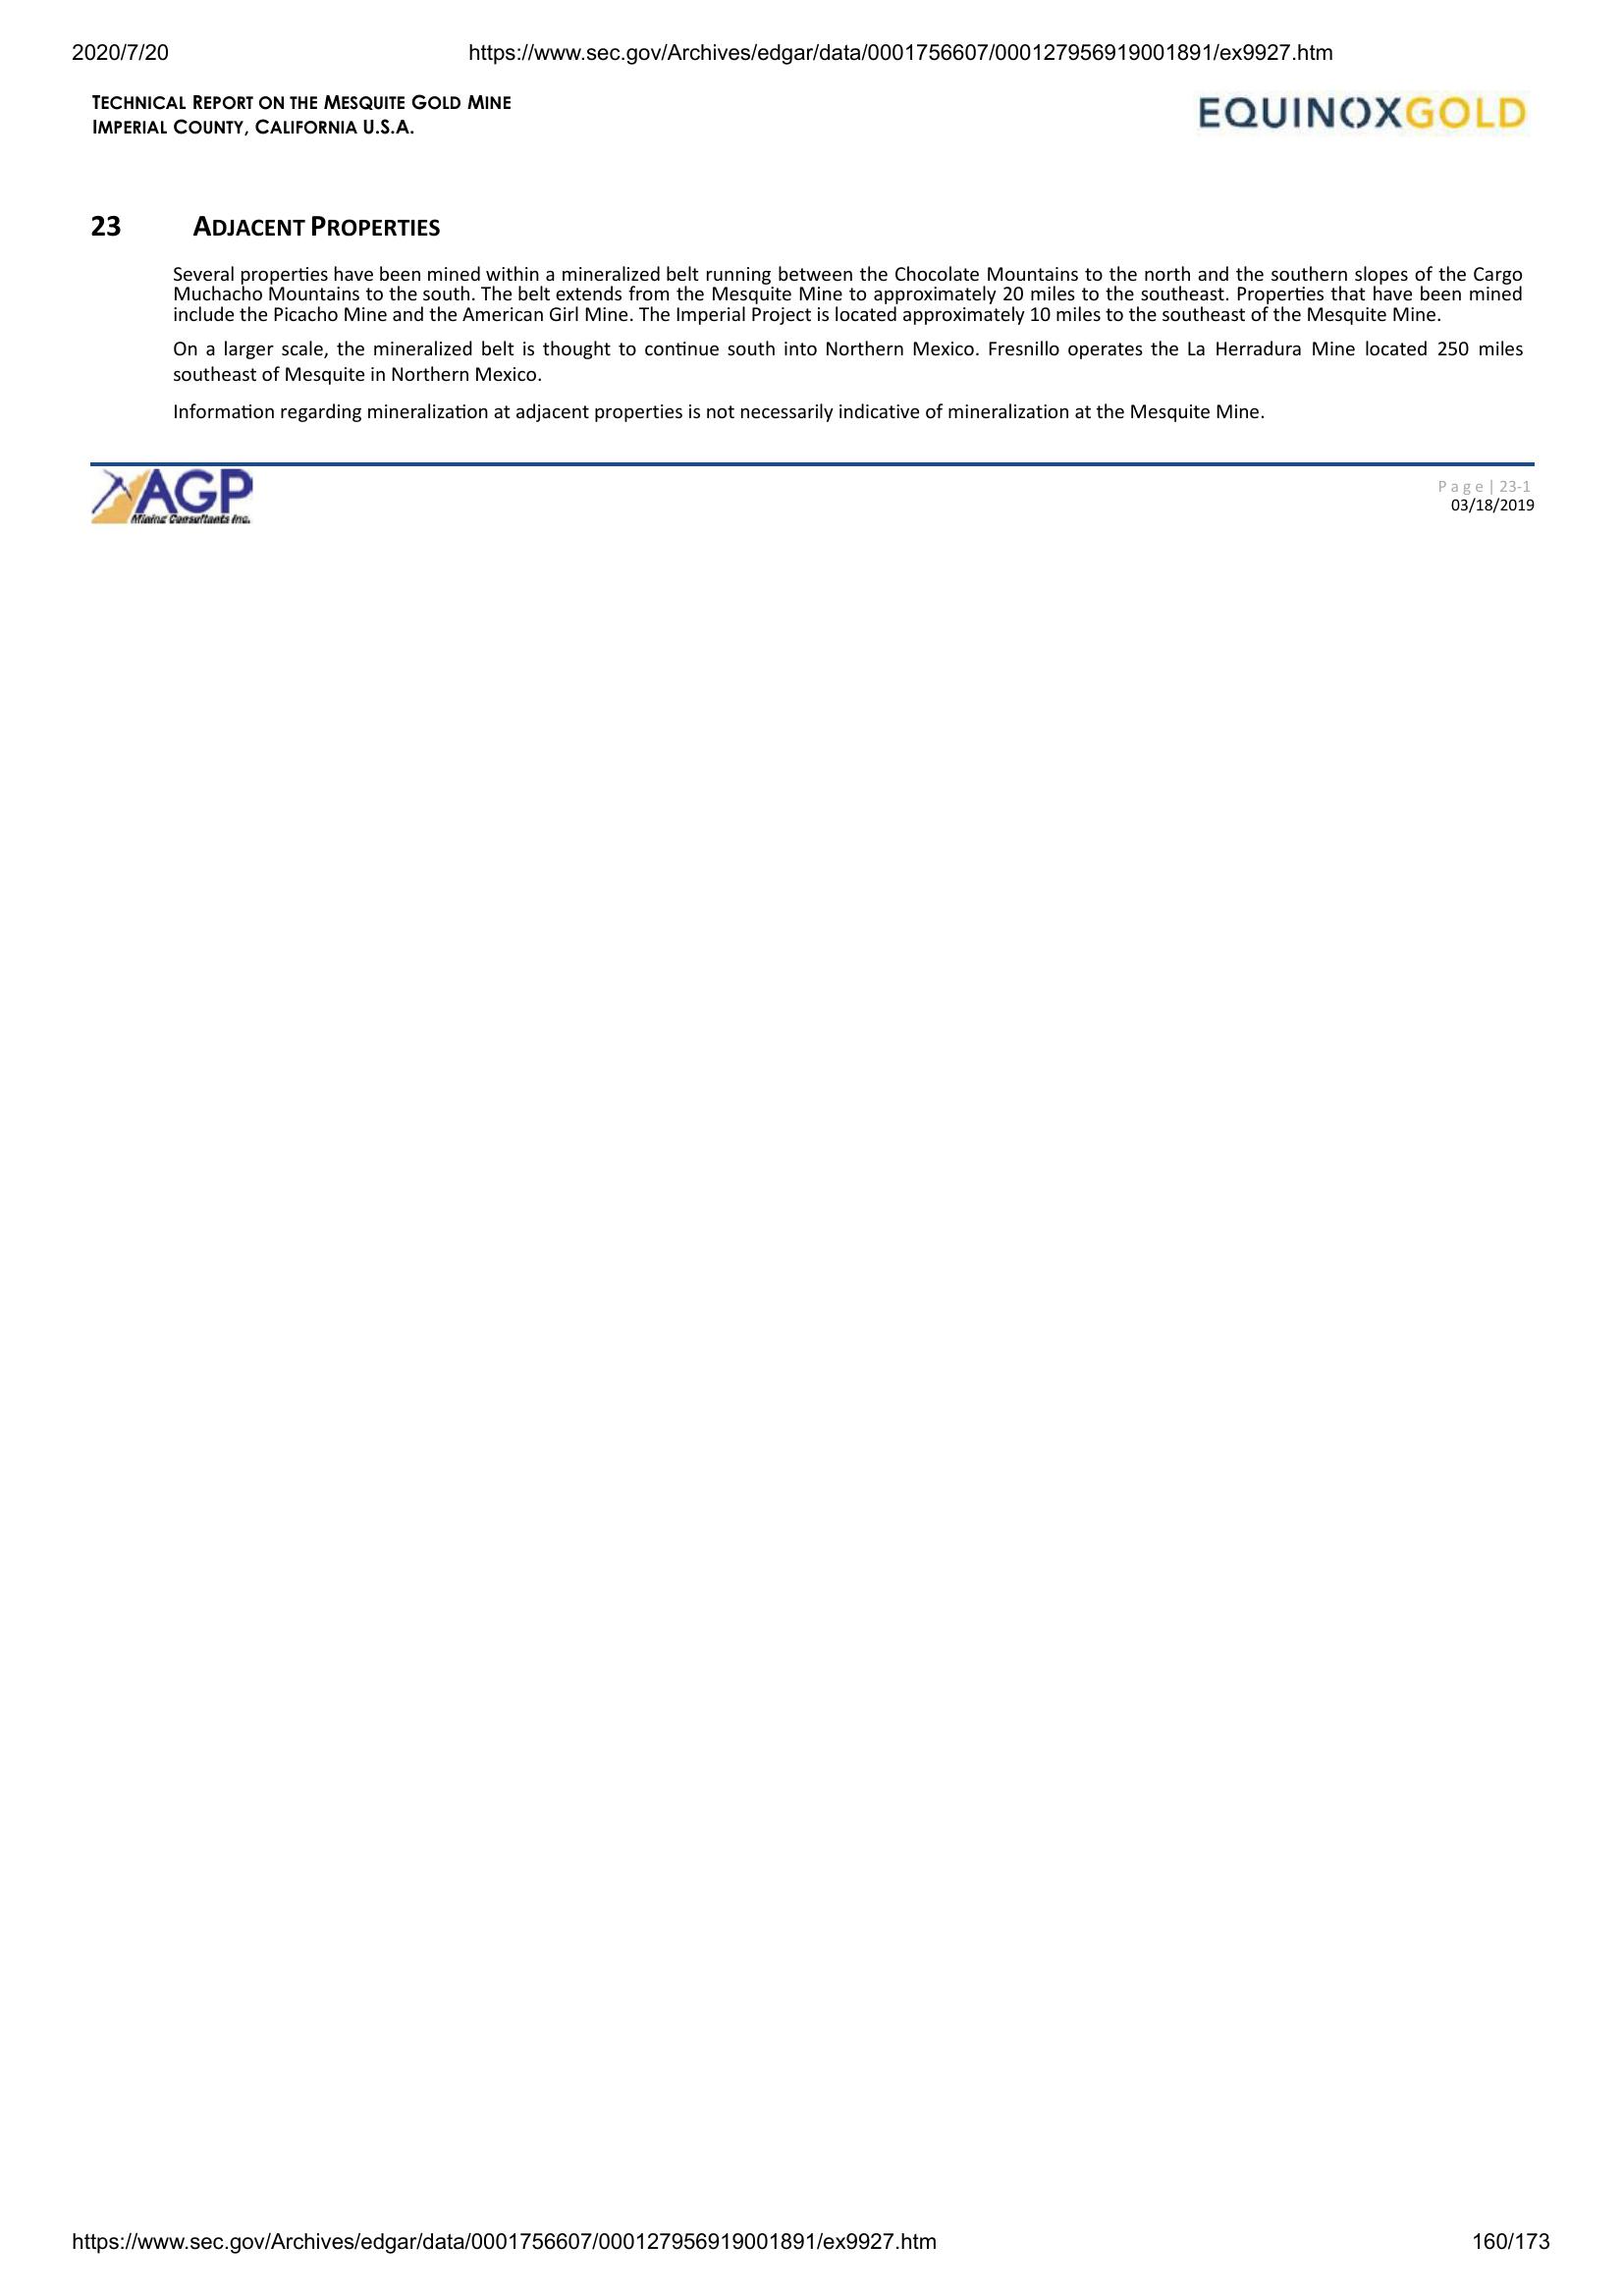 2020/7/20 https://www.sec.gov/Archives/edgar/data/0001756607/000127956919001891/ex9927.htm
TECHNICAL REPORT ON THE MESQUITE GOLD MINE
IMPERIAL COUNTY, CALIFORNIA U.S.A.
EQUINOXGOLD
23 ADJACENT PROPERTIES
Several properties have been mined within a mineralized belt running between the Chocolate Mountains to the north and the southern slopes of the Cargo
Muchacho Mountains to the south. The belt extends from the Mesquite Mine to approximately 20 miles to the southeast. Properties that have been mined
include the Picacho Mine and the American Girl Mine. The Imperial Project is located approximately 10 miles to the southeast of the Mesquite Mine.
On a larger scale, the mineralized belt is thought to continue south into Northern Mexico. Fresnillo operates the La Herradura Mine located 250 miles
southeast of Mesquite in Northern Mexico.
Information regarding mineralization at adjacent properties is not necessarily indicative of mineralization at the Mesquite Mine.
AGP
Mining Consultants Inc.
Page | 23-1
03/18/2019
https://www.sec.gov/Archives/edgar/data/0001756607/000127956919001891/ex9927.htm 160/173